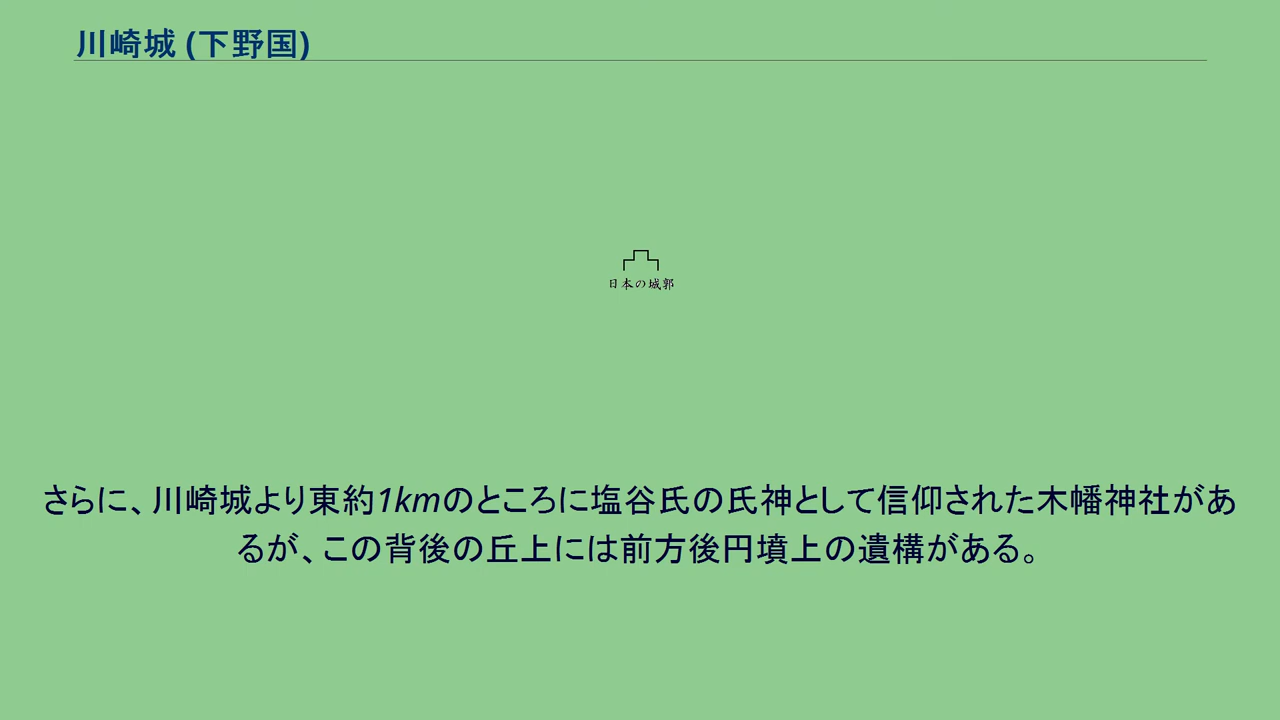 川崎城 (下野国)
日本の城郭
さらに、川崎城より東約1kmのところに塩谷氏の氏神として信仰された木幡神社があ
るが、この背後の丘上には前方後円墳上の遺構がある。